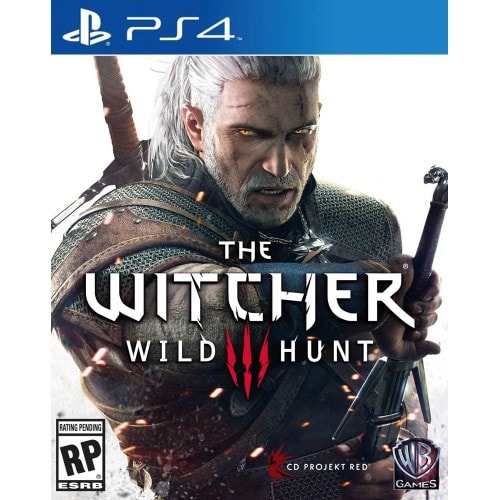 PS4
THE
WITCHER
WILD III HUNT
RATING PENDING
RP
ESRB
CD PROJEKT RED
WB
GAMES